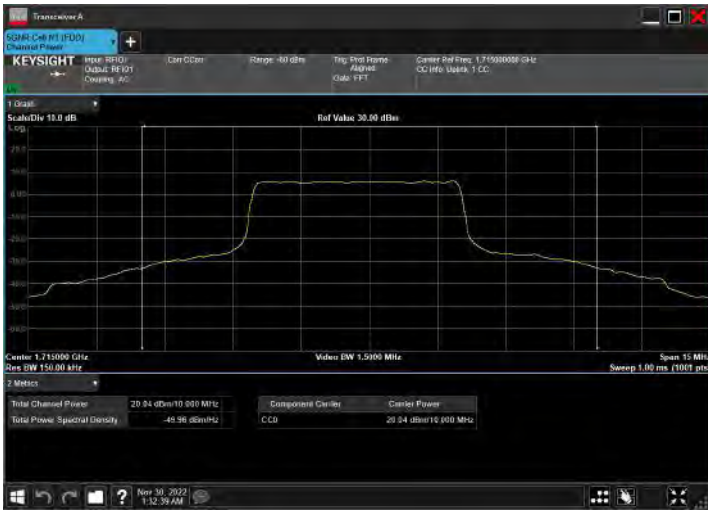 Transceiver A
5GNR Cell N1 (FDD)
Channel Power
+
KEYSIGHT
Input: RFIO1
Output: RFIO1
Coupling: AC
Corr CCorr
Range: -60 dBm
Trig: Prot Frame
Aligned
Gate: FFT
Carrier Ref Freq: 1.715000000 GHz
CC Info: Uplink, 1 CC
1 Graph
Scale/Div 10.0 dB
Ref Value 30.00 dBm
Log
Center 1.715000 GHz
Video BW 1.5000 MHz
Span 15 MHz
Res BW 150.00 kHz
Sweep 1.00 ms (1001 pts
2 Metrics
Total Channel Power 20.04 dBm/10.000 MHz
Total Power Spectral Density -49.96 dBm/Hz
Component Carrier Carrier Power
CC0 20.04 dBm/10.000 MHz
?
Nov 30, 2022
1:32:39 AM